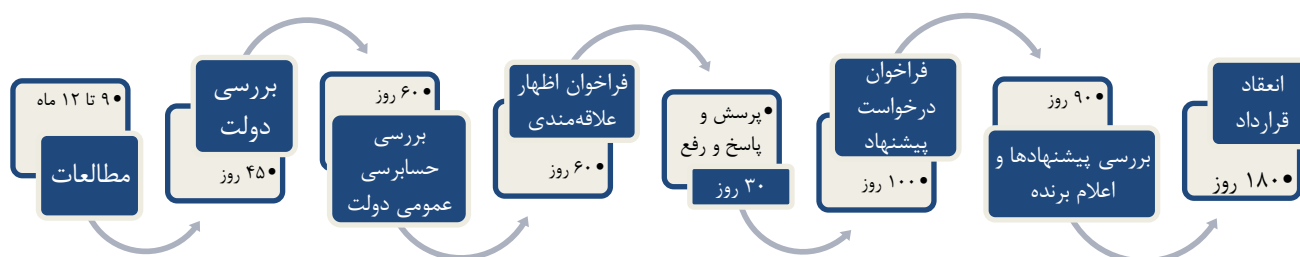 ۹ تا ۱۲ ماه
مطالعات
بررسی
دولت
۴۵ روز
۶۰ روز
بررسی
حسابرسی
عمومی دولت
فراخوان اظهار
علاقه‌مندی
۶۰ روز
پرسش و
پاسخ و رفع
۳۰ روز
فراخوان
درخواست
پیشنهاد
۱۰۰ روز
۹۰ روز
بررسی پیشنهادها و
اعلام برنده
انعقاد
قرارداد
۱۸۰ روز